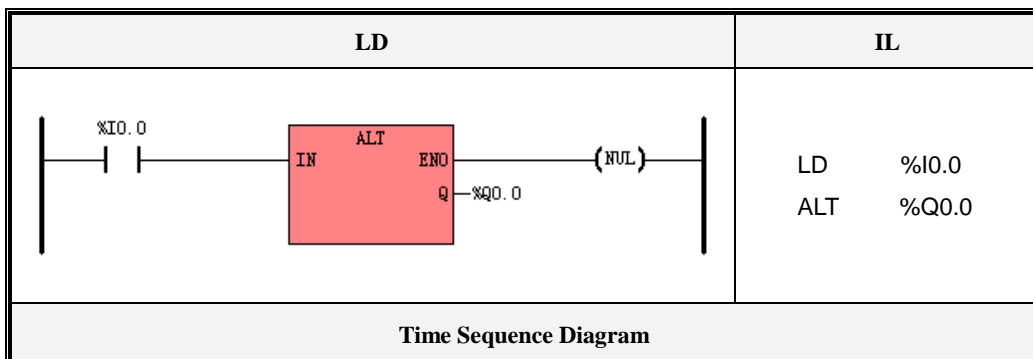 LD IL
%I0.0
ALT
IN ENO (NUL)
Q %Q0.0
LD %I0.0
ALT %Q0.0
Time Sequence Diagram